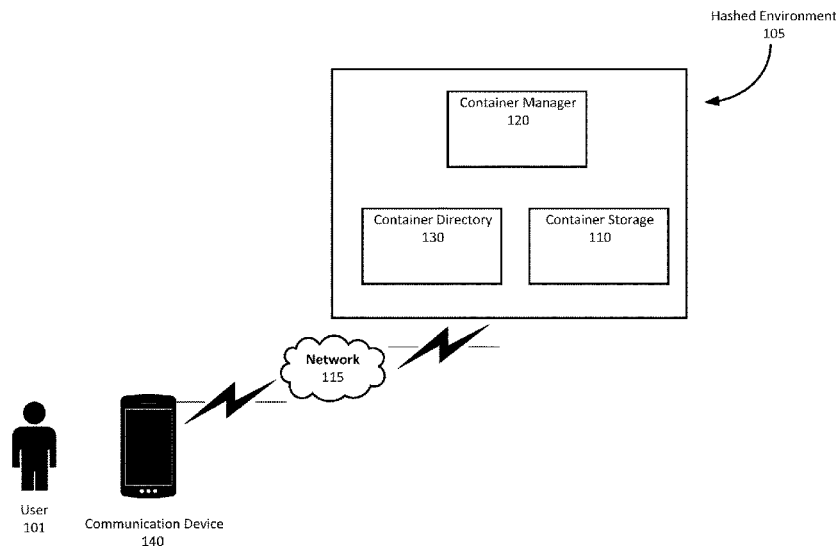 Hashed Environment
105
Container Manager
120
Container Directory
130
Container Storage
110
Network
115
User
101
Communication Device
140